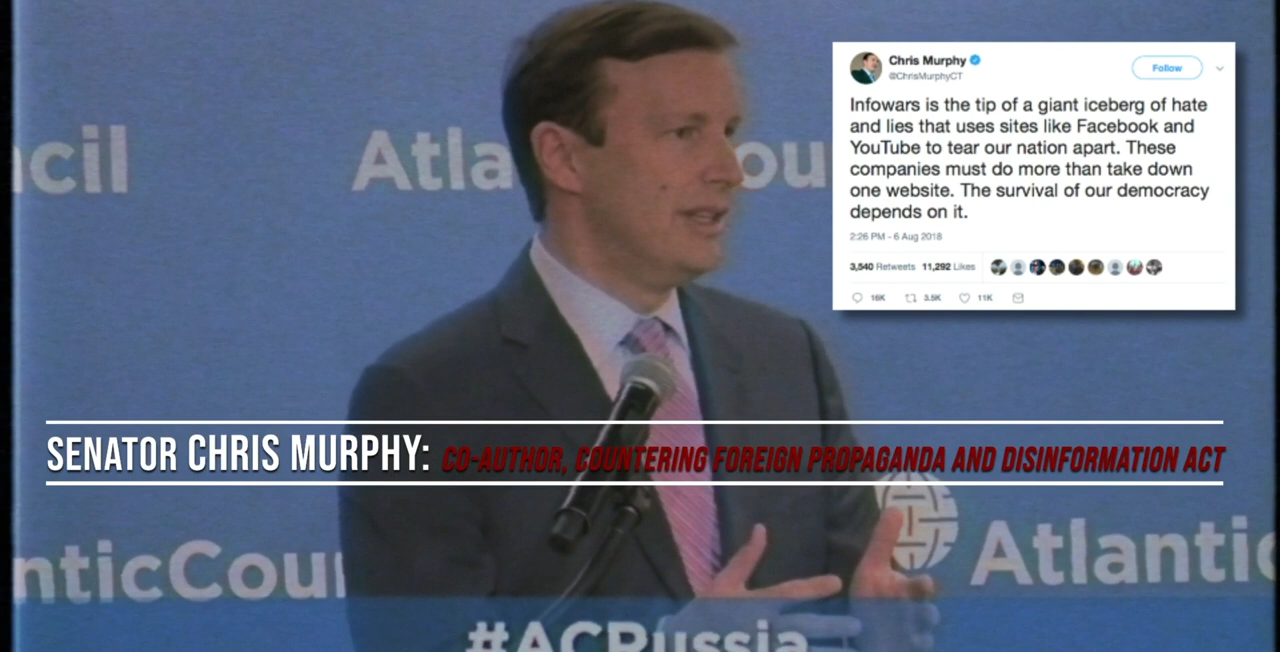 cil
Atla
ou
Chris Murphy
@ChrisMurphyCT
Follow
Infowars is the tip of a giant iceberg of hate
and lies that uses sites like Facebook and
YouTube to tear our nation apart. These
companies must do more than take down
one website. The survival of our democracy
depends on it.
2:26 PM - 6 Aug 2018
3,540 Retweets 11,292 Likes
16K 3.5K 11K
SENATOR CHRIS MURPHY: CO-AUTHOR, COUNTERING FOREIGN PROPAGANDA AND DISINFORMATION ACT
nticCou
Atlantic
#ACRussia